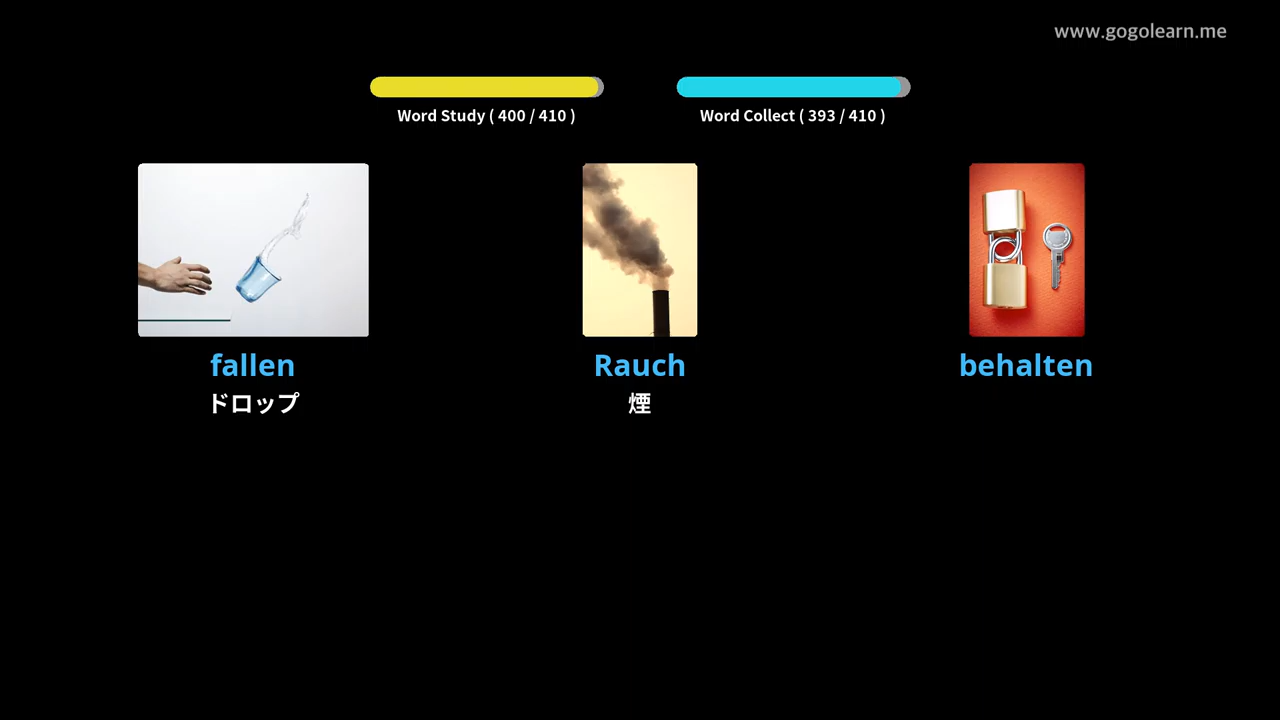 www.gogolearn.me
Word Study ( 400 / 410 )
Word Collect ( 393 / 410 )
fallen
ドロップ
Rauch
煙
behalten